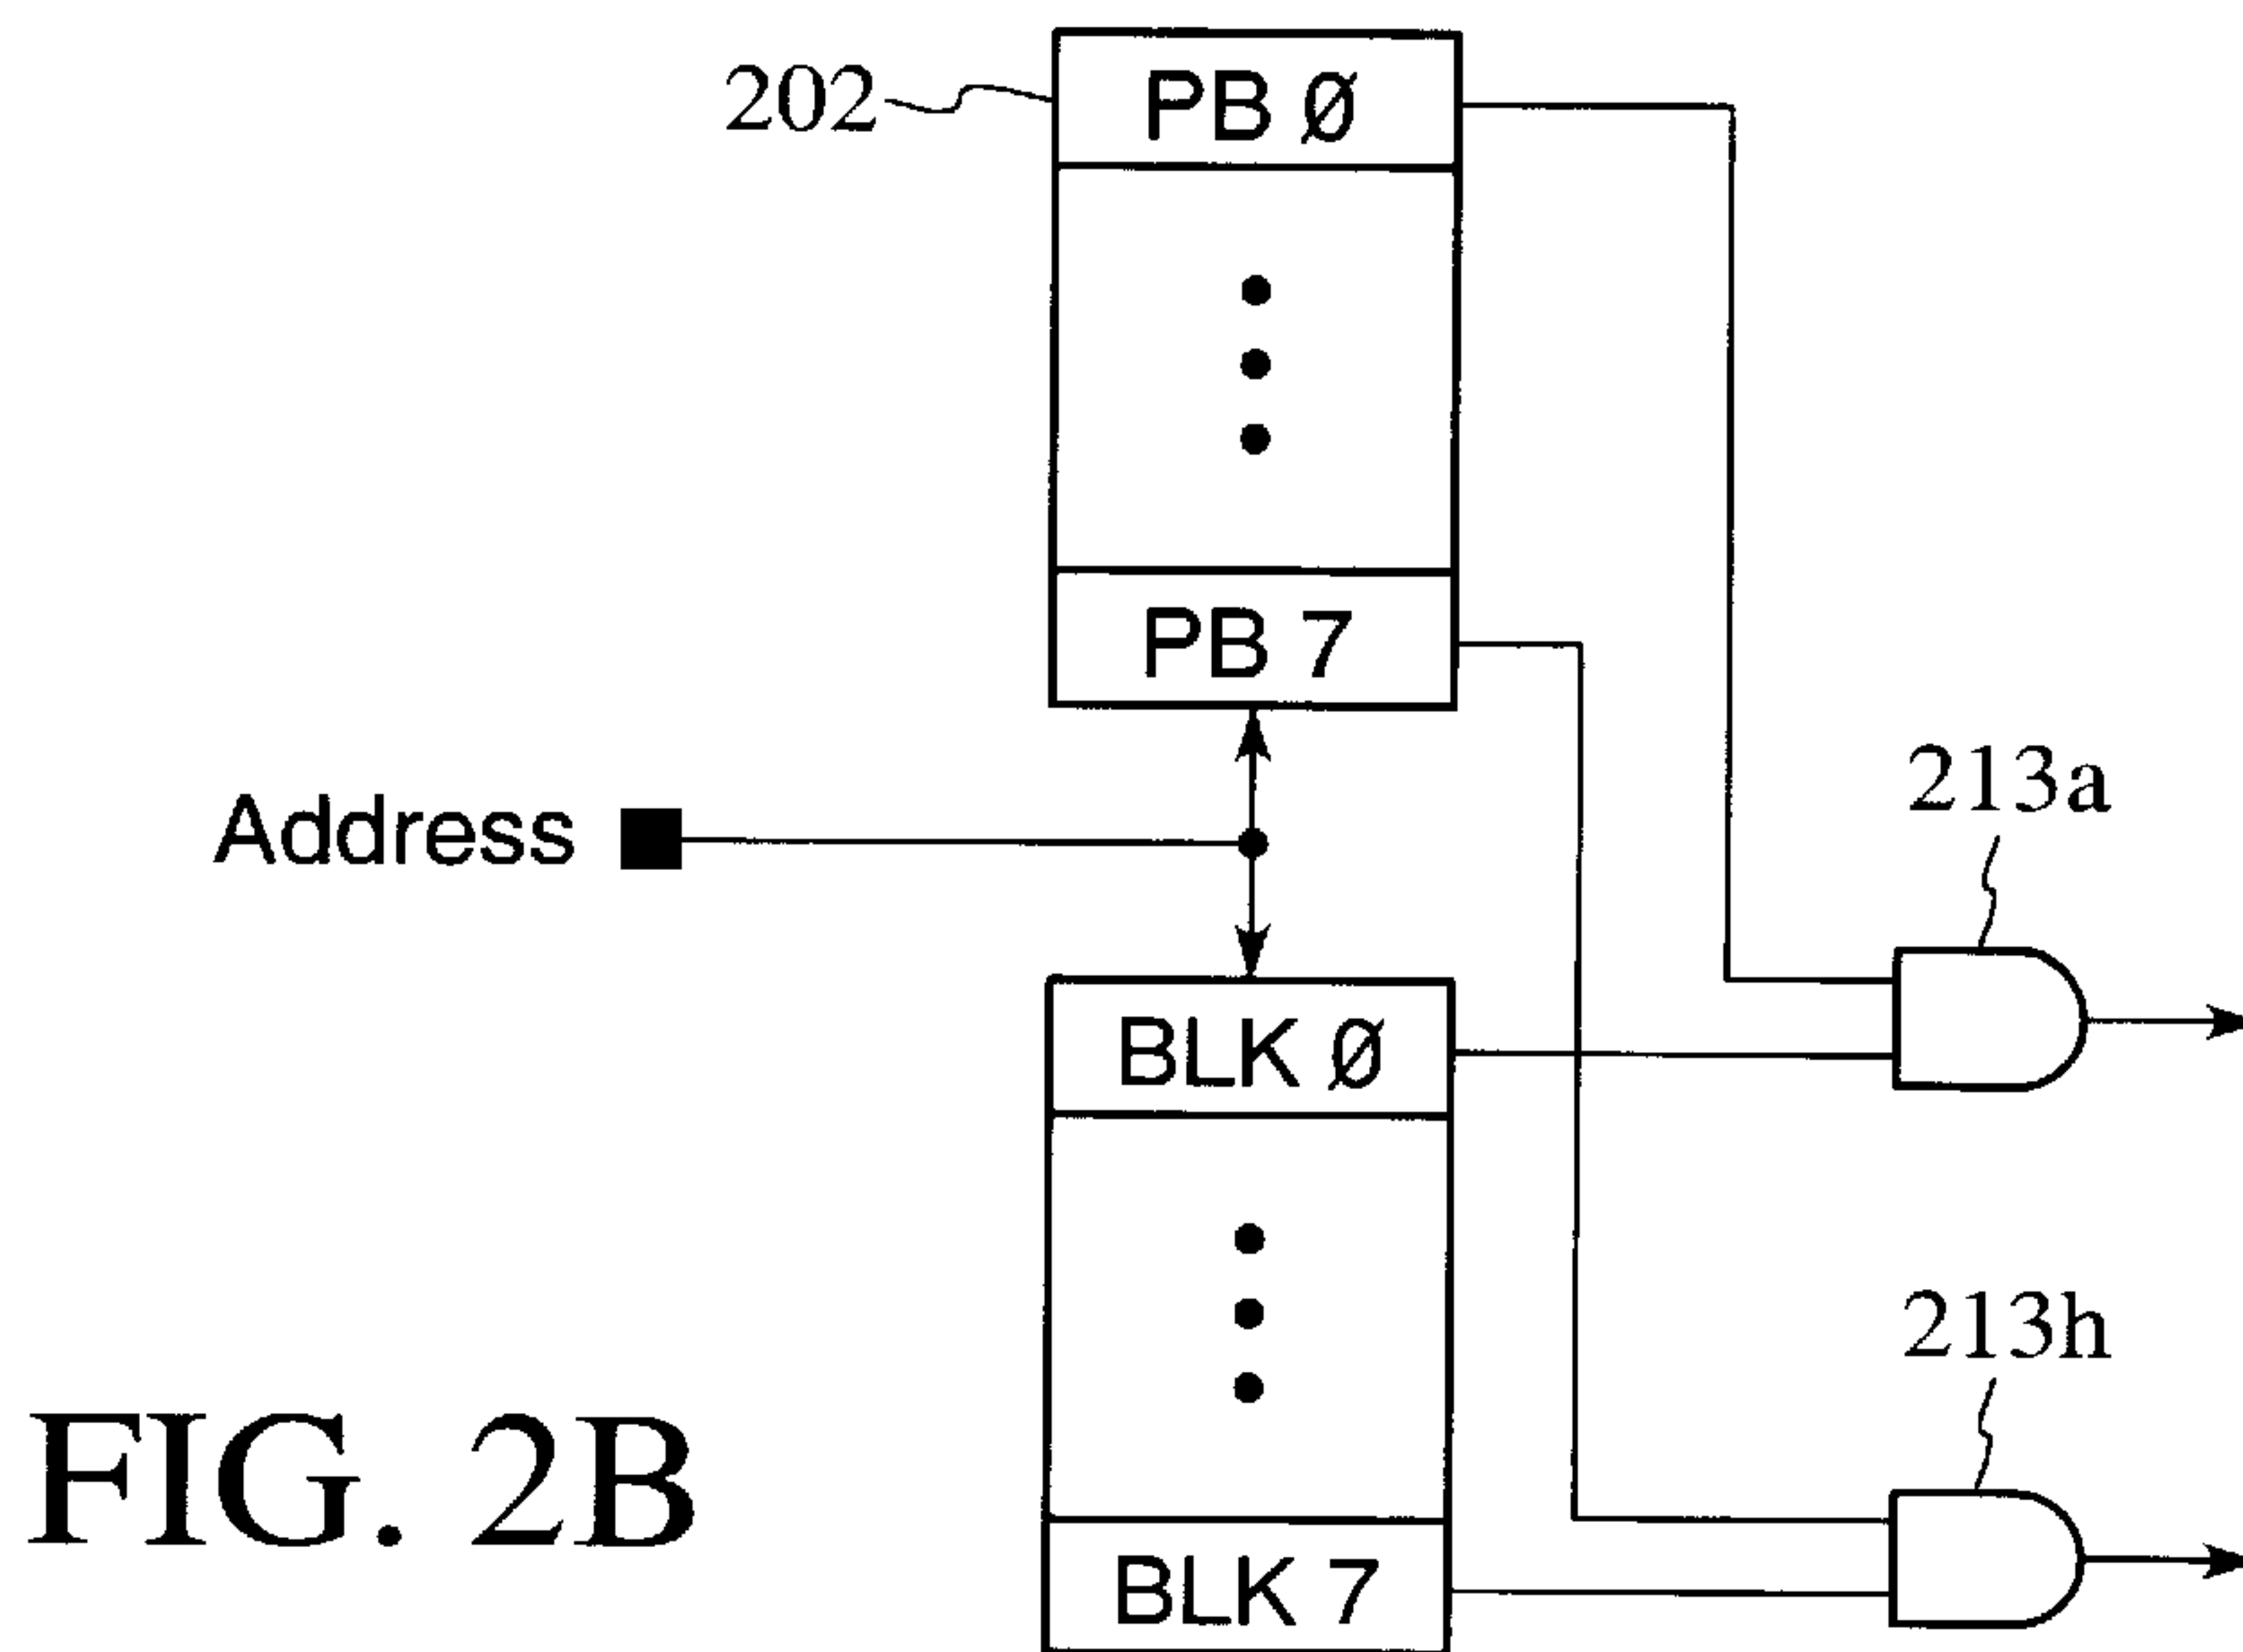 202
PB Ø
PB 7
Address
213a
BLK Ø
213h
BLK 7
FIG. 2B